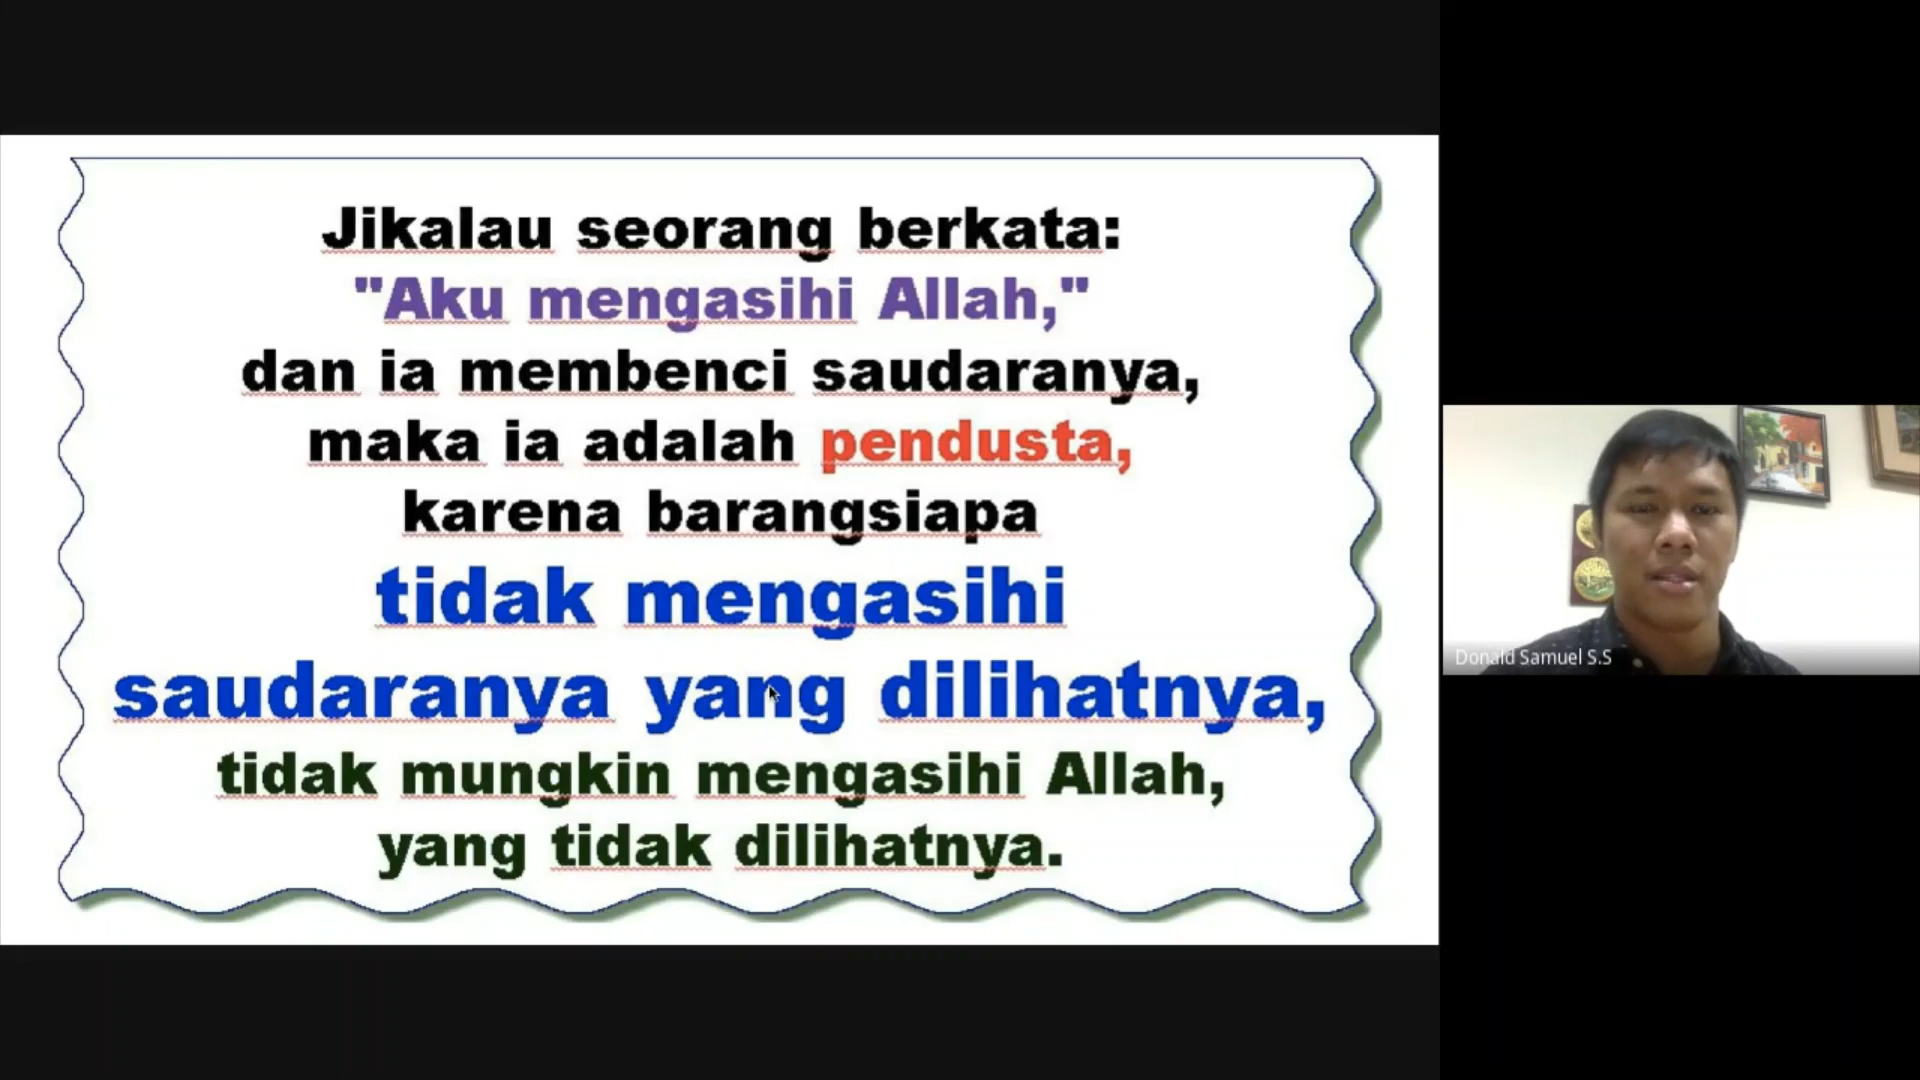 Jikalau seorang berkata:
"Aku mengasihi Allah,"
dan ia membenci saudaranya,
maka ia adalah pendusta,
karena barangsiapa
tidak mengasihi
saudaranya yang dilihatnya,
tidak mungkin mengasihi Allah,
yang tidak dilihatnya.
Donald Samuel S.S